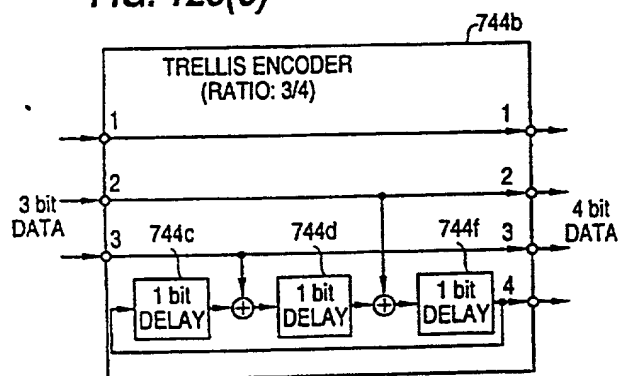 744b
TRELLIS ENCODER
(RATIO: 3/4)
1 1
2 2
3 bit
DATA
4 bit
DATA
3 744c 744d 744f 3
1 bit
DELAY
1 bit
DELAY
1 bit
DELAY
4